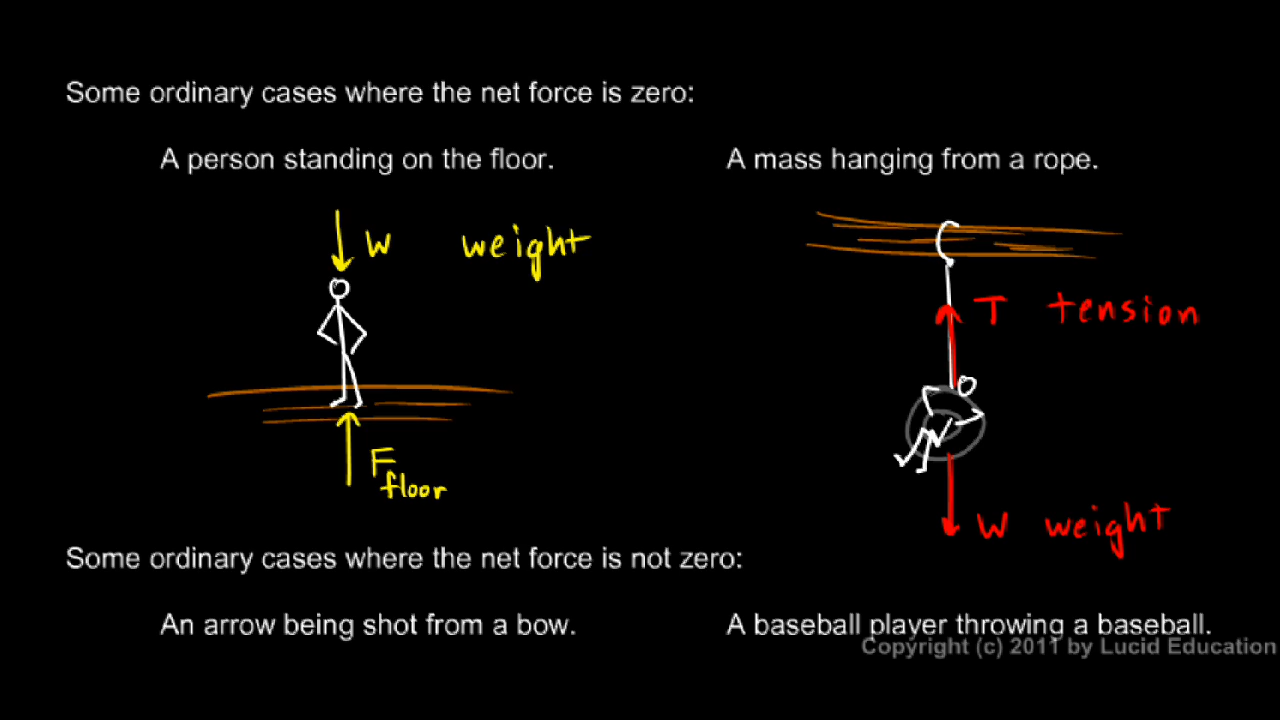 Some ordinary cases where the net force is zero:
A person standing on the floor.
A mass hanging from a rope.
W weight
T tension
F floor
W weight
Some ordinary cases where the net force is not zero:
An arrow being shot from a bow.
A baseball player throwing a baseball.
Copyright (c) 2011 by Lucid Education